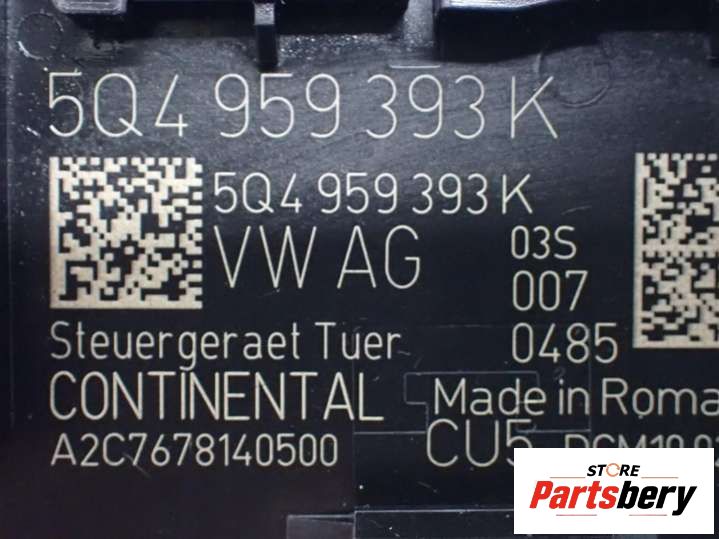 5Q4 959 393 K
5Q4 959 393 K
VW AG
03S
007
0485
Steuergeraet Tuer
CONTINENTAL
Made in Roma
A2C7678140500
CU5
STORE
Partsbery